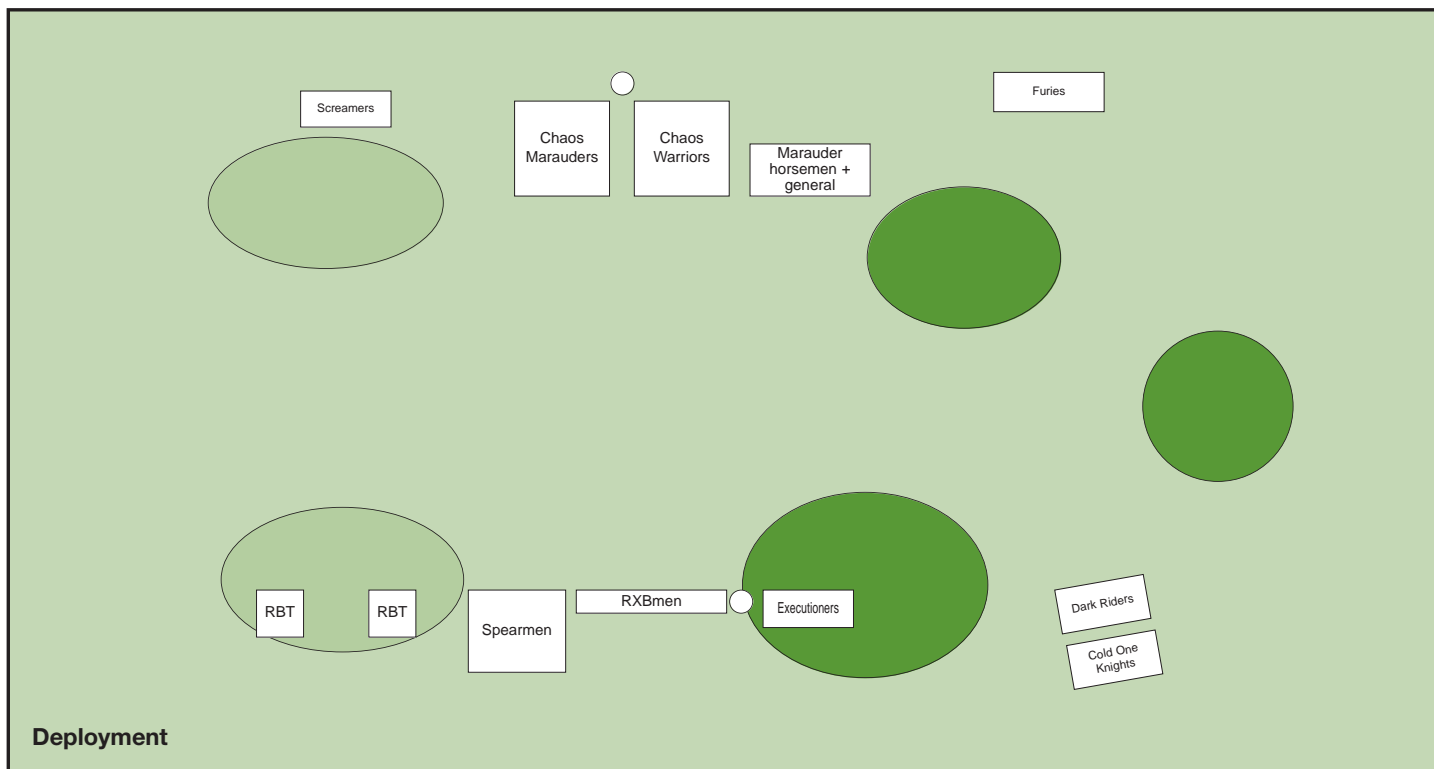 Screamers
Chaos
Marauders
Chaos
Warriors
Marauder
horsemen +
general
Furies
RBT
RBT
Spearmen
RXBmen
Executioners
Dark Riders
Cold One
Knights
Deployment